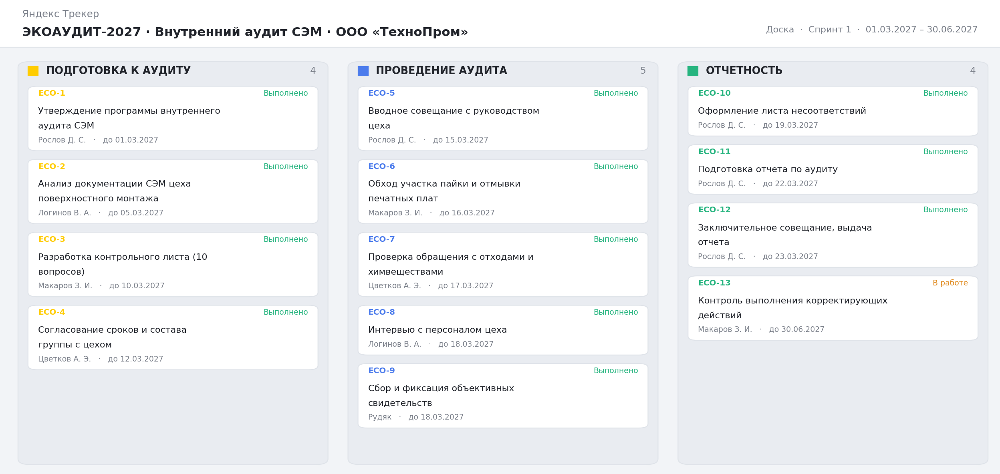 Яндекс Трекер
ЭКОАУДИТ-2027 · Внутренний аудит СЭМ · ООО «ТехноПром»
Доска · Спринт 1 · 01.03.2027 – 30.06.2027
ПОДГОТОВКА К АУДИТУ 4
ECO-1 Выполнено
Утверждение программы внутреннего
аудита СЭМ
Рослов Д. С. · до 01.03.2027
ECO-2 Выполнено
Анализ документации СЭМ цеха
поверхностного монтажа
Логинов В. А. · до 05.03.2027
ECO-3 Выполнено
Разработка контрольного листа (10
вопросов)
Макаров З. И. · до 10.03.2027
ECO-4 Выполнено
Согласование сроков и состава
группы с цехом
Цветков А. Э. · до 12.03.2027
ПРОВЕДЕНИЕ АУДИТА 5
ECO-5 Выполнено
Вводное совещание с руководством
цеха
Рослов Д. С. · до 15.03.2027
ECO-6 Выполнено
Обход участка пайки и отмывки
печатных плат
Макаров З. И. · до 16.03.2027
ECO-7 Выполнено
Проверка обращения с отходами и
химвеществами
Цветков А. Э. · до 17.03.2027
ECO-8 Выполнено
Интервью с персоналом цеха
Логинов В. А. · до 18.03.2027
ECO-9 Выполнено
Сбор и фиксация объективных
свидетельств
Рудяк · до 18.03.2027
ОТЧЕТНОСТЬ 4
ECO-10 Выполнено
Оформление листа несоответствий
Рослов Д. С. · до 19.03.2027
ECO-11 Выполнено
Подготовка отчета по аудиту
Рослов Д. С. · до 22.03.2027
ECO-12 Выполнено
Заключительное совещание, выдача
отчета
Рослов Д. С. · до 23.03.2027
ECO-13 В работе
Контроль выполнения корректирующих
действий
Макаров З. И. · до 30.06.2027